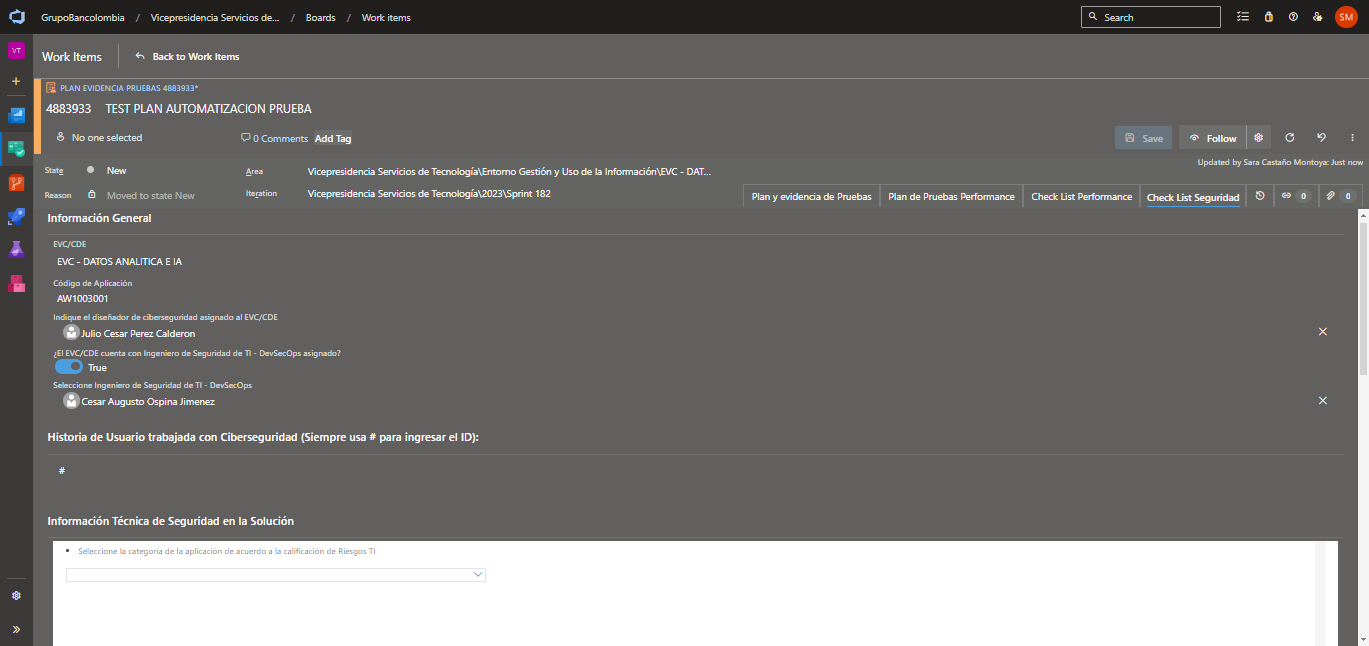 GrupoBancolombia / Vicepresidencia Servicios de... / Boards / Work items
Search
SM
VT
Work Items
Back to Work Items
PLAN EVIDENCIA PRUEBAS 4883933*
4883933 TEST PLAN AUTOMATIZACION PRUEBA
No one selected
0 Comments
Add Tag
Save
Follow
Updated by Sara Castaño Montoya: Just now
State New
Area Vicepresidencia Servicios de Tecnología\Entorno Gestión y Uso de la Información\EVC - DAT...
Reason Moved to state New
Iteration Vicepresidencia Servicios de Tecnología\2023\Sprint 182
Plan y evidencia de Pruebas
Plan de Pruebas Performance
Check List Performance
Check List Seguridad
0
0
Información General
EVC/CDE
EVC - DATOS ANALITICA E IA
Código de Aplicación
AW1003001
Indique el diseñador de ciberseguridad asignado al EVC/CDE
Julio Cesar Perez Calderon
¿El EVC/CDE cuenta con Ingeniero de Seguridad de TI - DevSecOps asignado?
True
Seleccione Ingeniero de Seguridad de TI - DevSecOps
Cesar Augusto Ospina Jimenez
Historia de Usuario trabajada con Ciberseguridad (Siempre usa # para ingresar el ID):
#
Información Técnica de Seguridad en la Solución
• Seleccione la categoría de la aplicación de acuerdo a la calificación de Riesgos TI